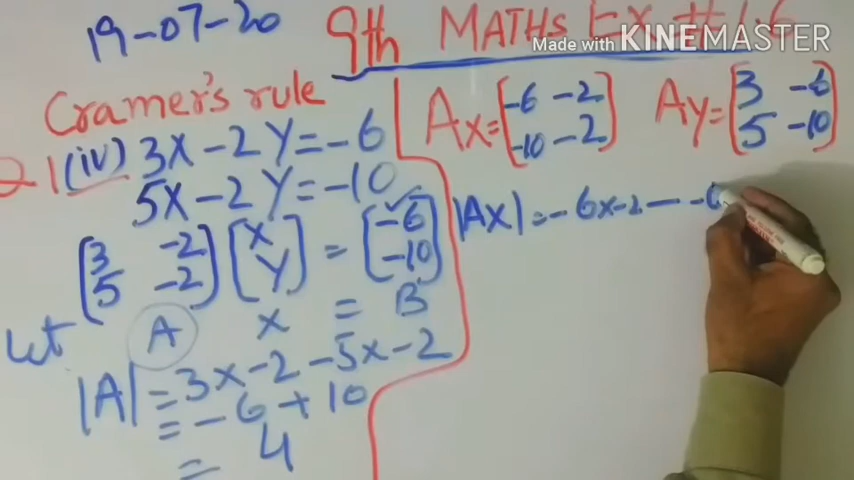 19-07-20
9th MATHS EX # 1.6
Made with KINEMASTER
Cramer's rule
Q1 (iv) 3x-2y=-6
5x-2y=-10
[3 -2] [x] = [-6]
[5 -2] [y] [-10]
Let A x = B
|A| = 3x-2-5x-2
= -6+10
= 4
Ax = [-6 -2] Ay = [3 -6]
[-10 -2] [5 -10]
|Ax| = -6x-2 - -